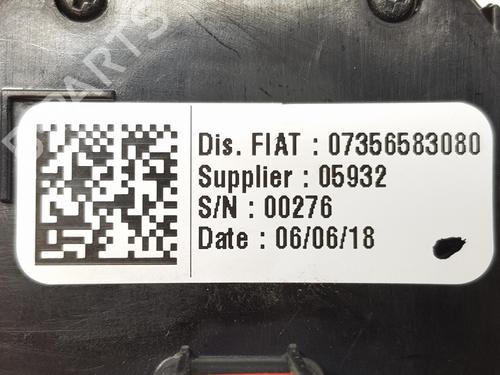 Dis. FIAT : 07356583080
Supplier : 05932
S/N : 00276
Date : 06/06/18